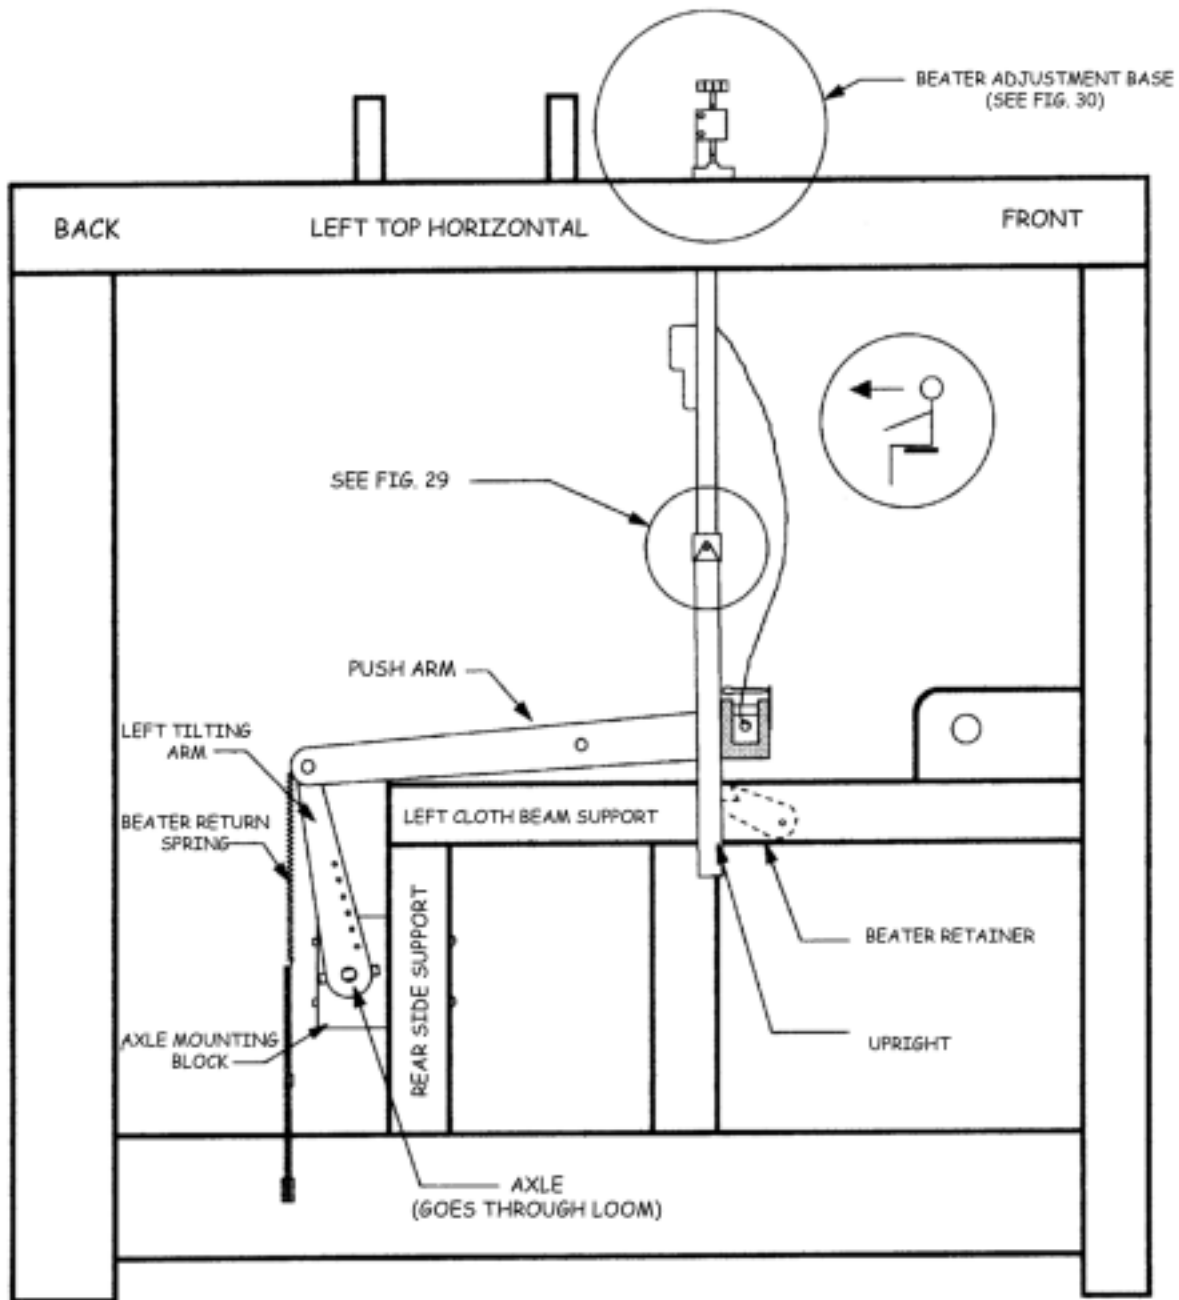 BEATER ADJUSTMENT BASE
(SEE FIG. 30)
BACK
LEFT TOP HORIZONTAL
FRONT
SEE FIG. 29
PUSH ARM
LEFT TILTING
ARM
BEATER RETURN
SPRING
LEFT CLOTH BEAM SUPPORT
REAR SIDE SUPPORT
BEATER RETAINER
AXLE MOUNTING
BLOCK
UPRIGHT
AXLE
(GOES THROUGH LOOM)